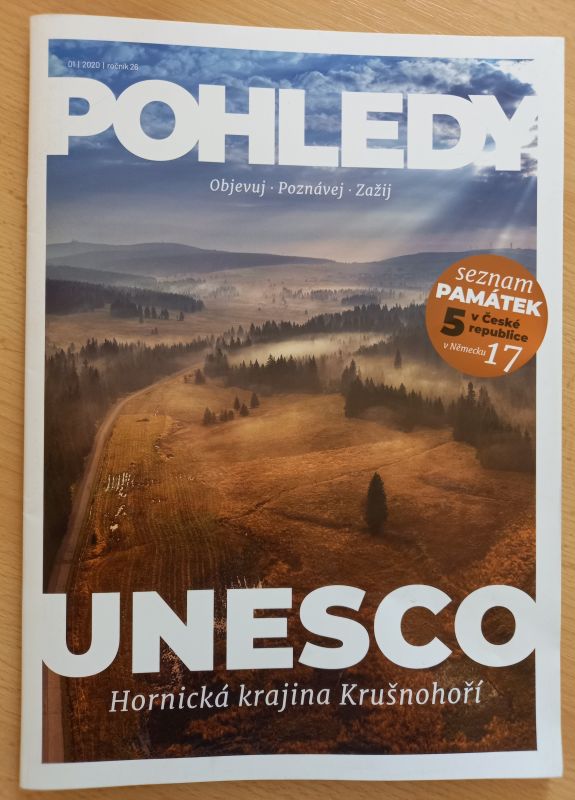 01 | 2020 | ročník 26
POHLEDY
Objevuj · Poznávej · Zažij
seznam
PAMÁTEK
5 v České
republice
v Německu 17
UNESCO
Hornická krajina Krušnohoří